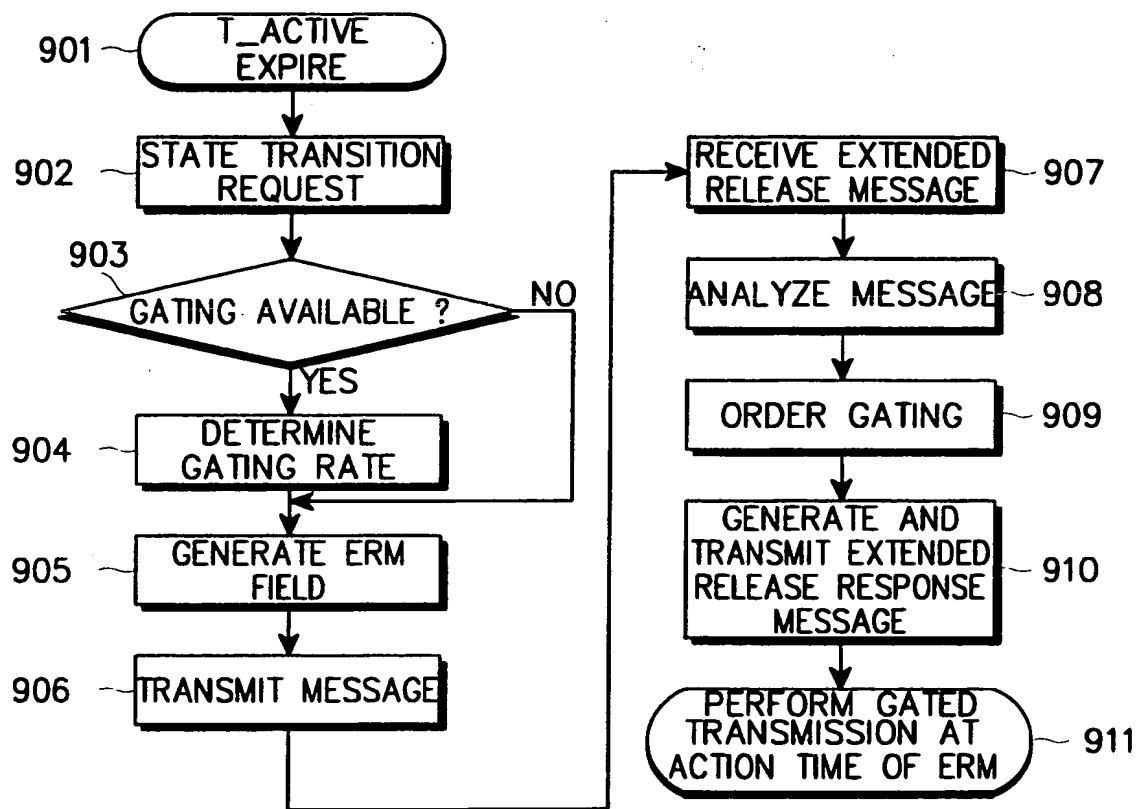 901
T_ACTIVE
EXPIRE
902
STATE TRANSITION
REQUEST
903
GATING AVAILABLE ?
NO
YES
904
DETERMINE
GATING RATE
905
GENERATE ERM
FIELD
906
TRANSMIT MESSAGE
RECEIVE EXTENDED
RELEASE MESSAGE
907
ANALYZE MESSAGE
908
ORDER GATING
909
GENERATE AND
TRANSMIT EXTENDED
RELEASE RESPONSE
MESSAGE
910
PERFORM GATED
TRANSMISSION AT
ACTION TIME OF ERM
911